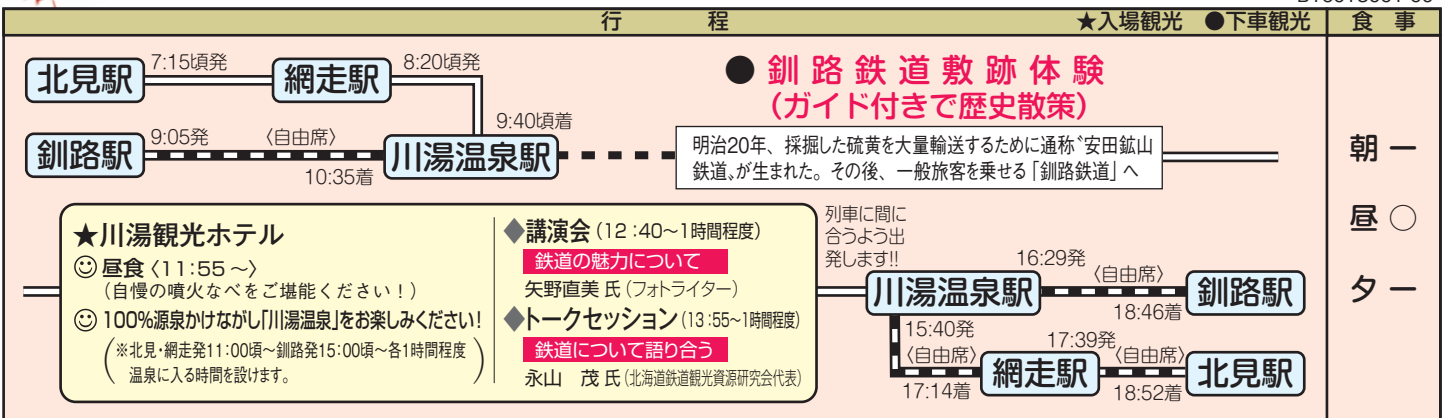 行 程 ★入場観光 ●下車観光 食 事
北見駅 7:15頃発 網走駅 8:20頃発
釧路駅 9:05発 〈自由席〉 10:35着 川湯温泉駅 9:40頃着
● 釧路鉄道敷跡体験
(ガイド付きで歴史散策)
明治20年、採掘した硫黄を大量輸送するために通称〝安田鉱山
鉄道〟が生まれた。その後、一般旅客を乗せる「釧路鉄道」へ
朝 ー
昼 ○
夕 ー
★川湯観光ホテル
昼食〈11:55~〉
(自慢の噴火なべをご堪能ください!)
100%源泉かけながし「川湯温泉」をお楽しみください!
※北見・網走発11:00頃~釧路発15:00頃~各1時間程度
温泉に入る時間を設けます。
◆講演会(12:40~1時間程度)
鉄道の魅力について
矢野直美 氏(フォトライター)
◆トークセッション(13:55~1時間程度)
鉄道について語り合う
永山 茂 氏(北海道鉄道観光資源研究会代表)
列車に間に
合うよう出
発します!!
川湯温泉駅 16:29発 〈自由席〉 18:46着 釧路駅
15:40発
〈自由席〉
17:14着 網走駅 17:39発 〈自由席〉 18:52着 北見駅